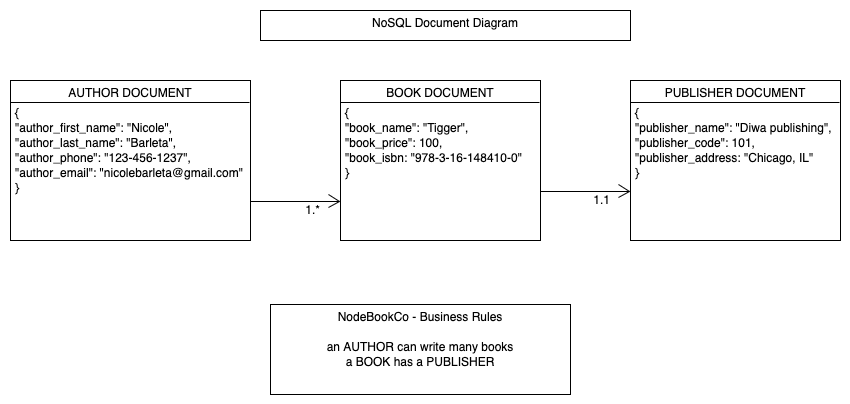 NoSQL Document Diagram
AUTHOR DOCUMENT
{
"author_first_name": "Nicole",
"author_last_name": "Barleta",
"author_phone": "123-456-1237",
"author_email": "nicolebarleta@gmail.com"
}
1.*
BOOK DOCUMENT
{
"book_name": "Tigger",
"book_price": 100,
"book_isbn": "978-3-16-148410-0"
}
1.1
PUBLISHER DOCUMENT
{
"publisher_name": "Diwa publishing",
"publisher_code": 101,
"publisher_address: "Chicago, IL"
}
NodeBookCo - Business Rules
an AUTHOR can write many books
a BOOK has a PUBLISHER